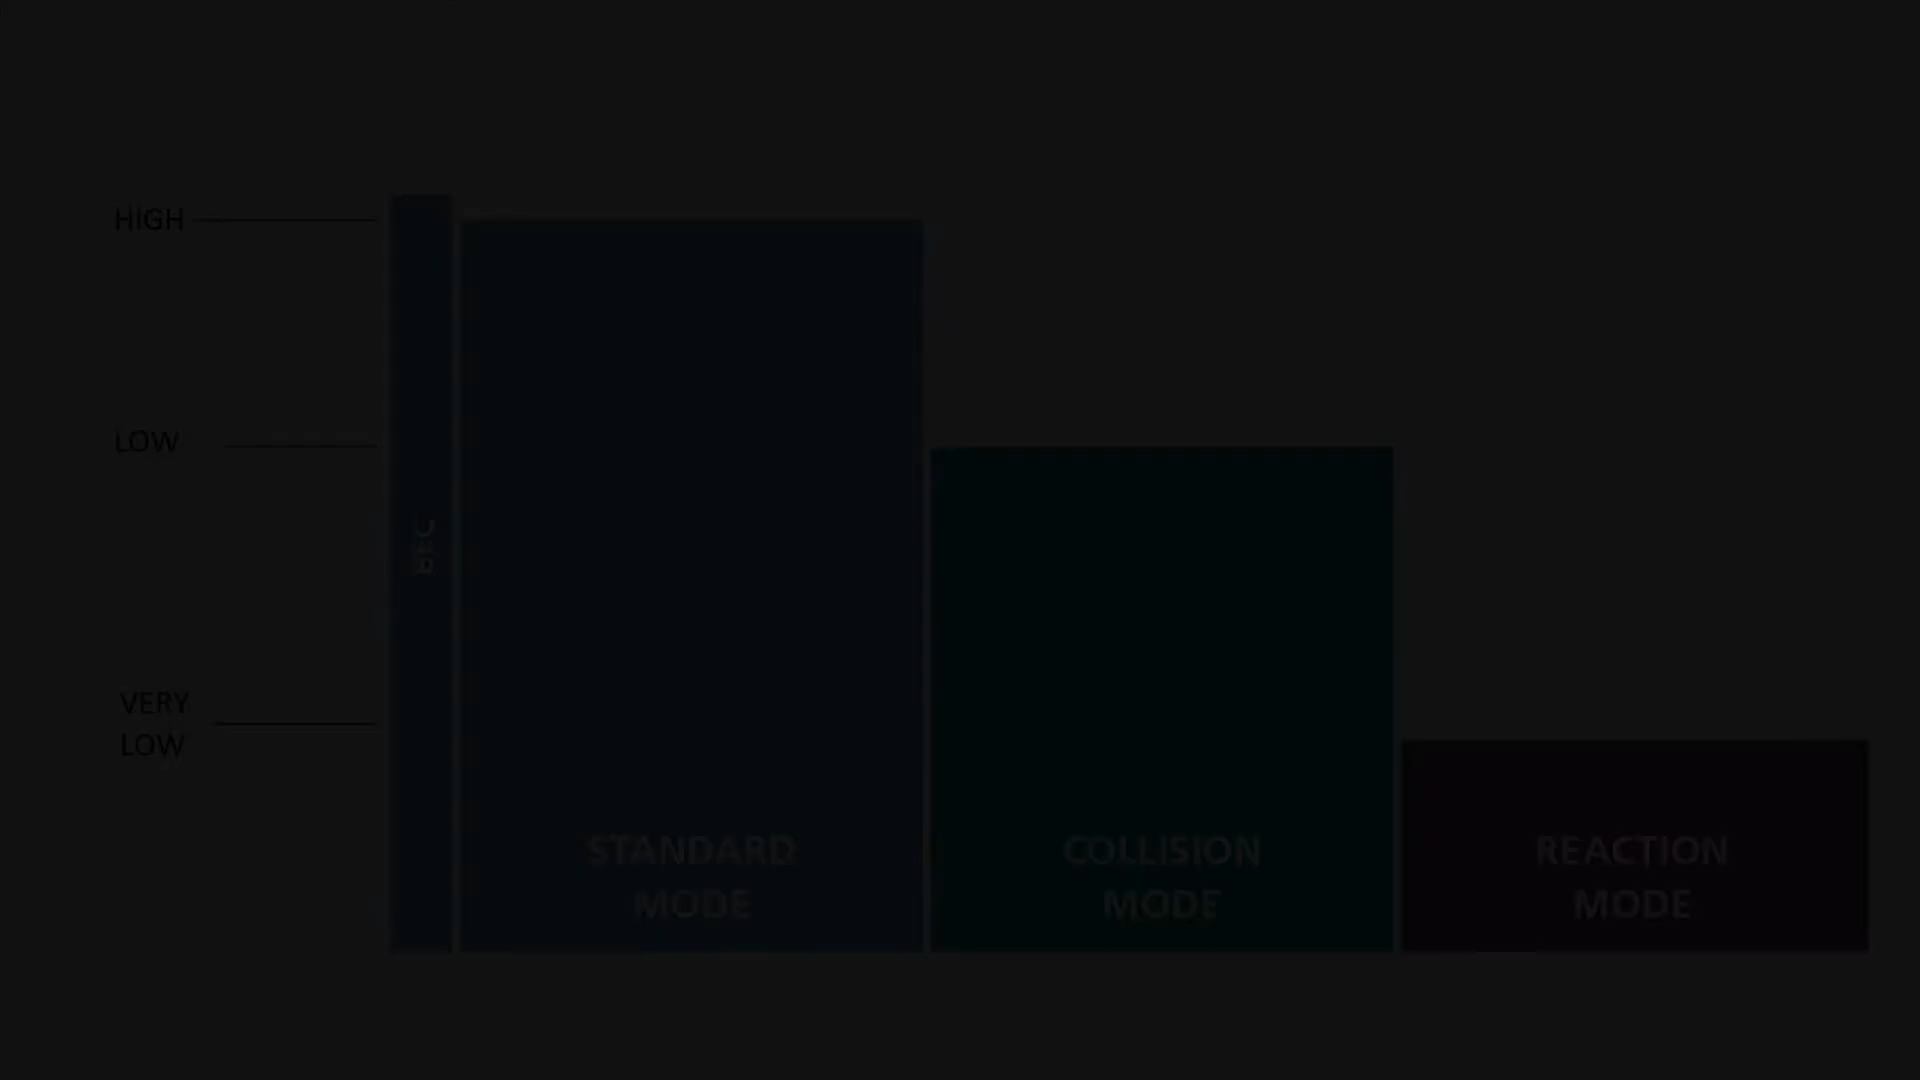 HIGH
LOW
BEC
VERY
LOW
STANDARD
MODE
COLLISION
MODE
REACTION
MODE